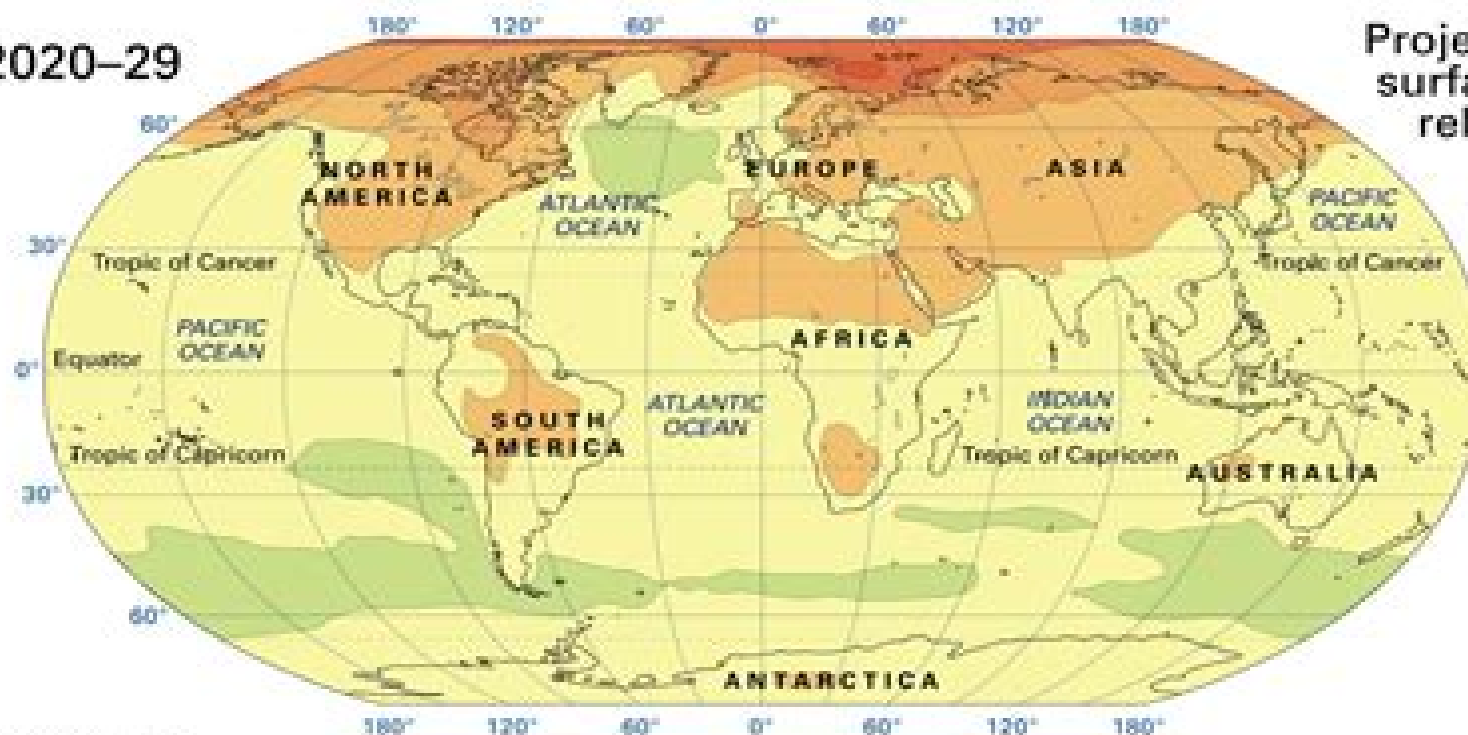 180° 120° 60° 0° 60° 120° 180°
2020–29
Proje
surfa
rel
60°
NORTH
AMERICA
EUROPE
ASIA
ATLANTIC
OCEAN
PACIFIC
OCEAN
30°
Tropic of Cancer
Tropic of Cancer
PACIFIC
OCEAN
AFRICA
Equator
0°
ATLANTIC
OCEAN
INDIAN
OCEAN
SOUTH
AMERICA
Tropic of Capricorn
Tropic of Capricorn
AUSTRALIA
30°
60°
ANTARCTICA
180° 120° 60° 0° 60° 120° 180°